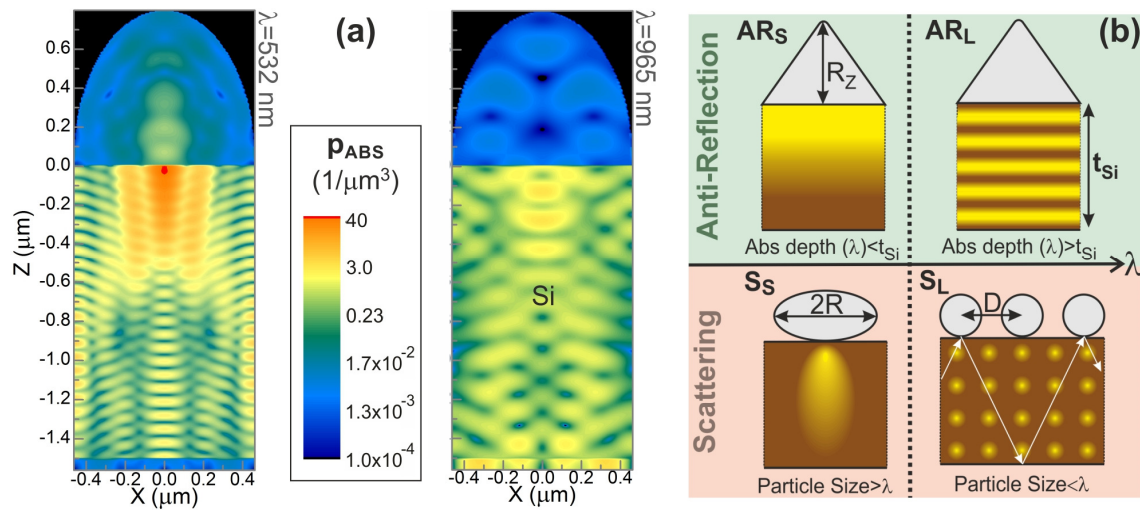 (a)
λ=532 nm
0.8
0.6
0.4
0.2
0.0
-0.2
-0.4
-0.6
-0.8
-1.0
-1.2
-1.4
Z (μm)
-0.4 -0.2 0.0 0.2 0.4
X (μm)
p_ABS
(1/μm³)
40
3.0
0.23
1.7x10⁻²
1.3x10⁻³
1.0x10⁻⁴
λ=965 nm
Si
-0.4 -0.2 0.0 0.2 0.4
X (μm)
(b)
Anti-Reflection
AR_S
R_Z
Abs depth (λ)<t_Si
AR_L
t_Si
Abs depth (λ)>t_Si
λ
Scattering
S_S
2R
Particle Size>λ
S_L
D
Particle Size<λ